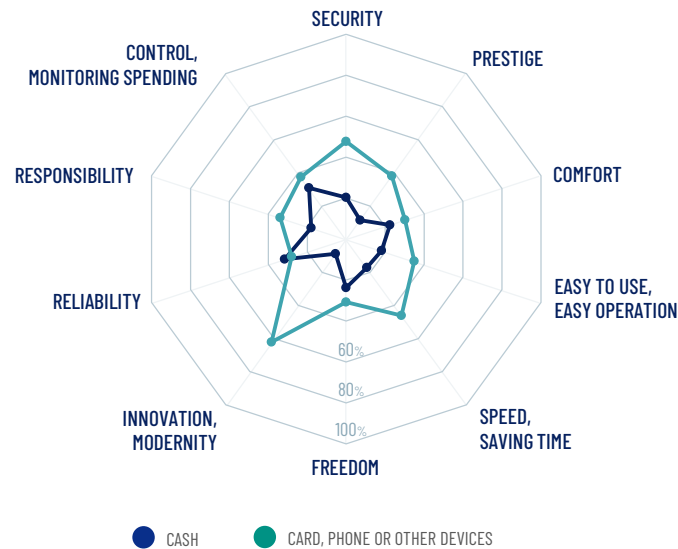 SECURITY
PRESTIGE
CONTROL,
MONITORING SPENDING
RESPONSIBILITY
COMFORT
EASY TO USE,
EASY OPERATION
RELIABILITY
60%
80%
100%
INNOVATION,
MODERNITY
SPEED,
SAVING TIME
FREEDOM
CASH
CARD, PHONE OR OTHER DEVICES